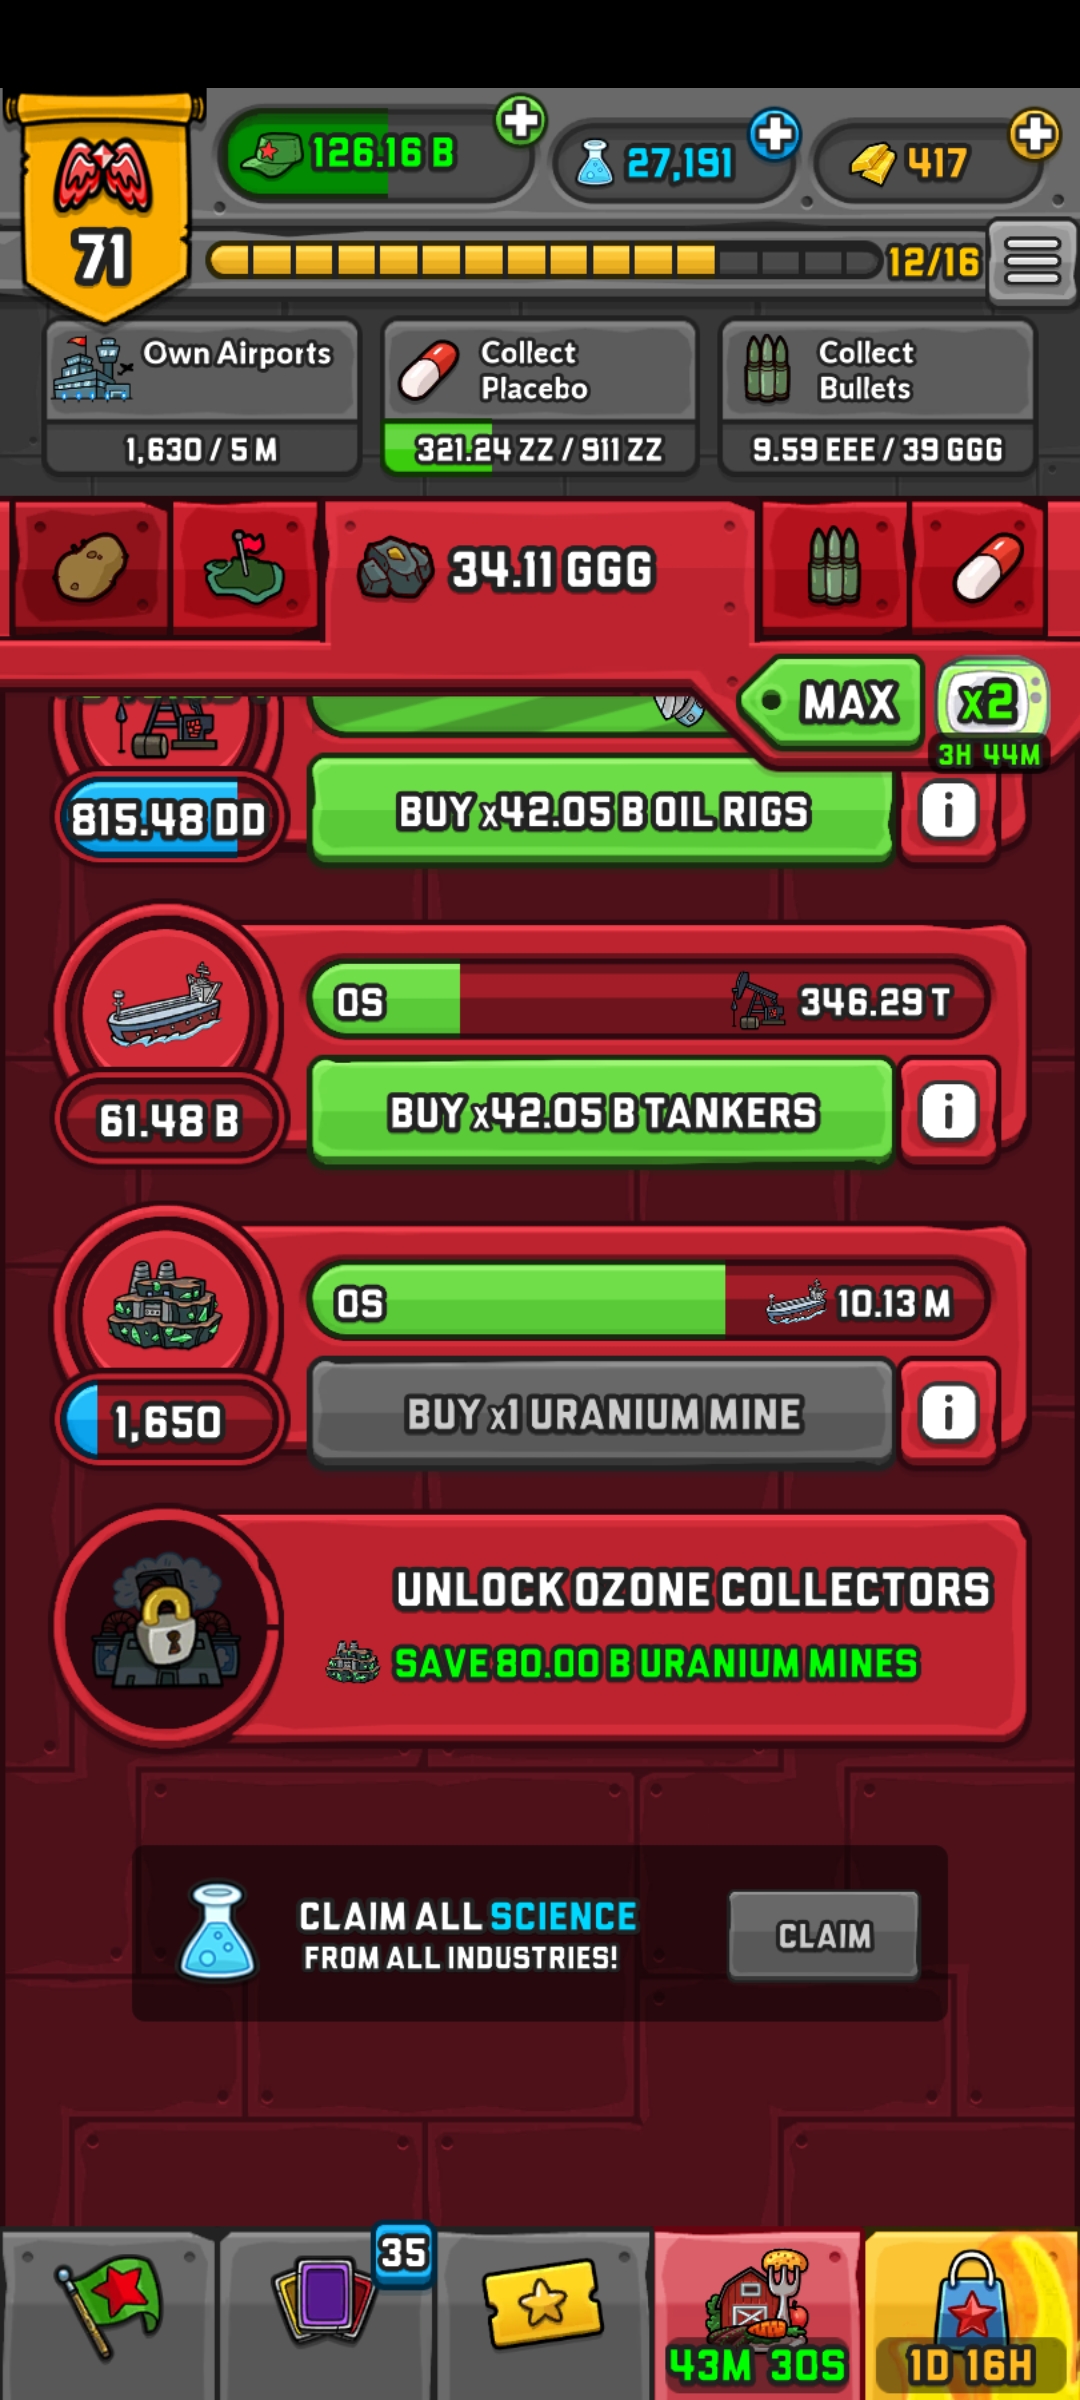 126.16 B
27,191
417
71
12/16
Own Airports
1,630 / 5 M
Collect
Placebo
321.24 ZZ / 911 ZZ
Collect
Bullets
9.59 EEE / 39 GGG
34.11 GGG
MAX
x2
3H 44M
815.48 DD
BUY x42.05 B OIL RIGS
i
0S
346.29 T
61.48 B
BUY x42.05 B TANKERS
i
0S
10.13 M
1,650
BUY x1 URANIUM MINE
i
UNLOCK OZONE COLLECTORS
SAVE 80.00 B URANIUM MINES
CLAIM ALL SCIENCE
FROM ALL INDUSTRIES!
CLAIM
35
43M 30S
1D 16H